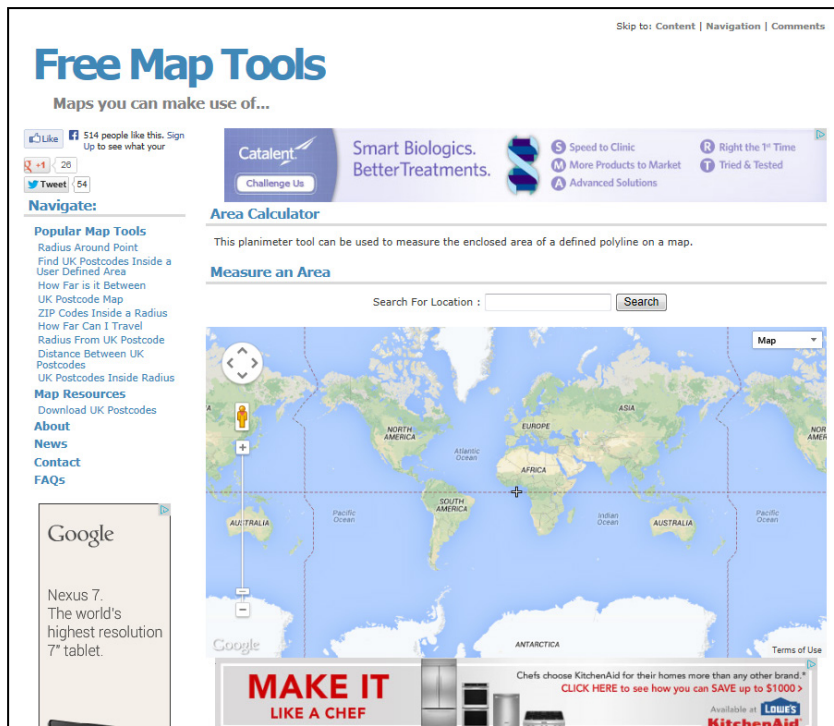 Skip to: Content | Navigation | Comments
Free Map Tools
Maps you can make use of...
Like
514 people like this. Sign
Up to see what your
+1
26
Tweet
54
Navigate:
Popular Map Tools
Radius Around Point
Find UK Postcodes Inside a
User Defined Area
How Far is it Between
UK Postcode Map
ZIP Codes Inside a Radius
How Far Can I Travel
Radius From UK Postcode
Distance Between UK
Postcodes
UK Postcodes Inside Radius
Map Resources
Download UK Postcodes
About
News
Contact
FAQs
Google
Nexus 7.
The world's
highest resolution
7" tablet.
Catalent.
Challenge Us
Smart Biologics.
BetterTreatments.
S Speed to Clinic
M More Products to Market
A Advanced Solutions
R Right the 1st Time
T Tried & Tested
Area Calculator
This planimeter tool can be used to measure the enclosed area of a defined polyline on a map.
Measure an Area
Search For Location :
Search
Map
NORTH
AMERICA
EUROPE
ASIA
NOR
AMER
Atlantic
Ocean
AFRICA
SOUTH
AMERICA
AUSTRALIA
Pacific
Ocean
Indian
Ocean
AUSTRALIA
Pacific
Ocean
Google
ANTARCTICA
Terms of Use
MAKE IT
LIKE A CHEF
Chefs choose KitchenAid for their homes more than any other brand.*
CLICK HERE to see how you can SAVE up to $1000 >
Available at LOWE'S
KitchenAid